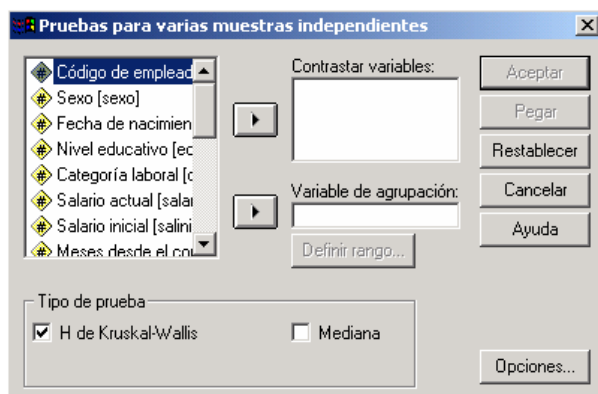 Pruebas para varias muestras independientes
Código de emplead
Sexo [sexo]
Fecha de nacimien
Nivel educativo [ec
Categoría laboral [c
Salario actual [salar
Salario inicial [salini
Meses desde el con
Contrastar variables:
Variable de agrupación:
Definir rango...
Aceptar
Pegar
Restablecer
Cancelar
Ayuda
Tipo de prueba
H de Kruskal-Wallis
Mediana
Opciones...